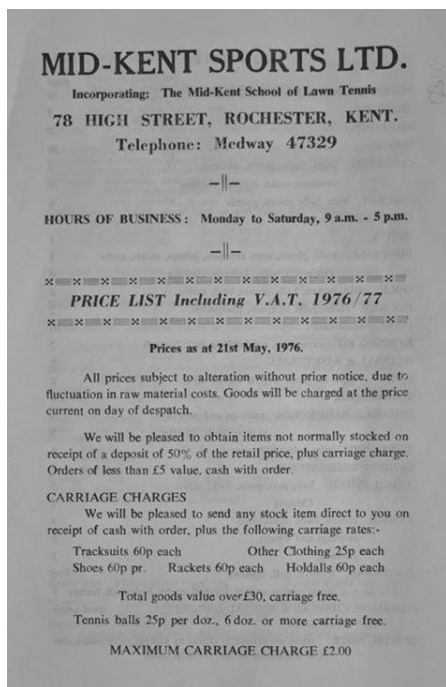 MID-KENT SPORTS LTD.
Incorporating: The Mid-Kent School of Lawn Tennis
78 HIGH STREET, ROCHESTER, KENT.
Telephone: Medway 47329
HOURS OF BUSINESS: Monday to Saturday, 9 a.m. - 5 p.m.
PRICE LIST Including V.A.T. 1976/77
Prices as at 21st May, 1976.
All prices subject to alteration without prior notice, due to
fluctuation in raw material costs. Goods will be charged at the price
current on day of despatch.
We will be pleased to obtain items not normally stocked on
receipt of a deposit of 50% of the retail price, plus carriage charge.
Orders of less than £5 value, cash with order.
CARRIAGE CHARGES
We will be pleased to send any stock item direct to you on
receipt of cash with order, plus the following carriage rates:-
Tracksuits 60p each Other Clothing 25p each
Shoes 60p pr. Rackets 60p each Holdalls 60p each
Total goods value over £30, carriage free.
Tennis balls 25p per doz., 6 doz. or more carriage free.
MAXIMUM CARRIAGE CHARGE £2.00